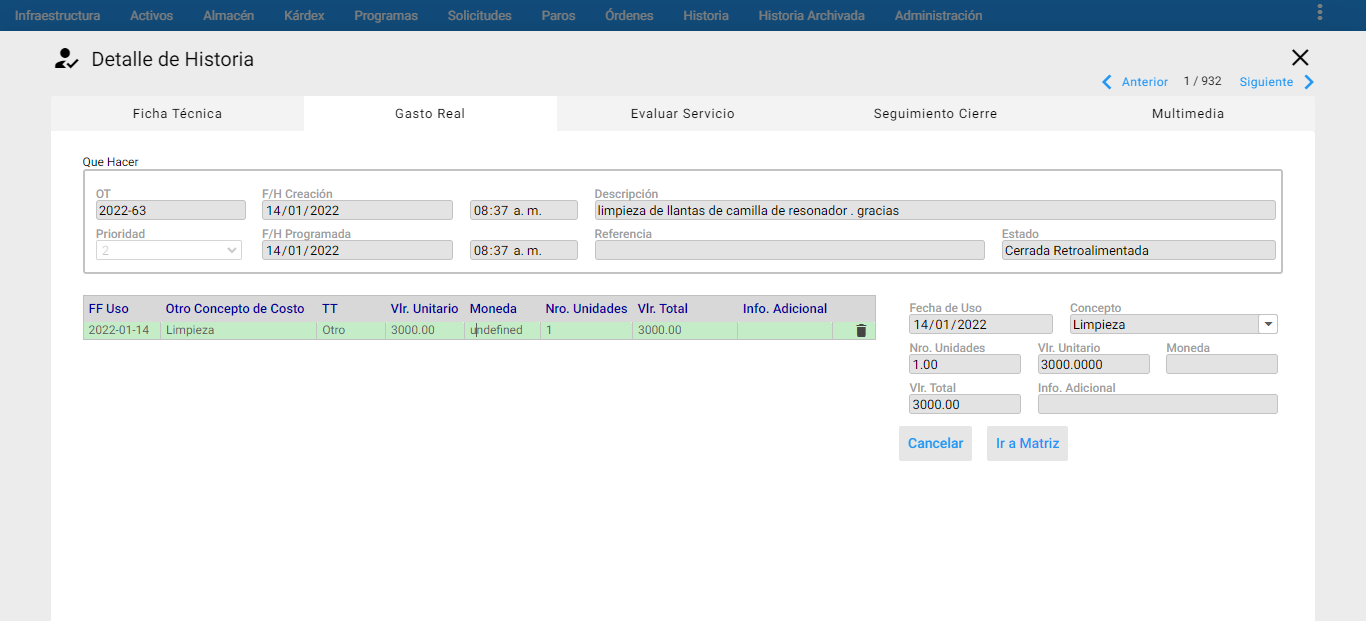 Infraestructura Activos Almacén Kárdex Programas Solicitudes Paros Órdenes Historia Historia Archivada Administración
Detalle de Historia
Anterior 1 / 932 Siguiente
Ficha Técnica Gasto Real Evaluar Servicio Seguimiento Cierre Multimedia
Que Hacer
OT F/H Creación Descripción
2022-63 14/01/2022 08:37 a. m. limpieza de llantas de camilla de resonador . gracias
Prioridad F/H Programada Referencia Estado
2 14/01/2022 08:37 a. m. Cerrada Retroalimentada
FF Uso Otro Concepto de Costo TT Vlr. Unitario Moneda Nro. Unidades Vlr. Total Info. Adicional
2022-01-14 Limpieza Otro 3000.00 undefined 1 3000.00
Fecha de Uso Concepto
14/01/2022 Limpieza
Nro. Unidades Vlr. Unitario Moneda
1.00 3000.0000
Vlr. Total Info. Adicional
3000.00
Cancelar Ir a Matriz